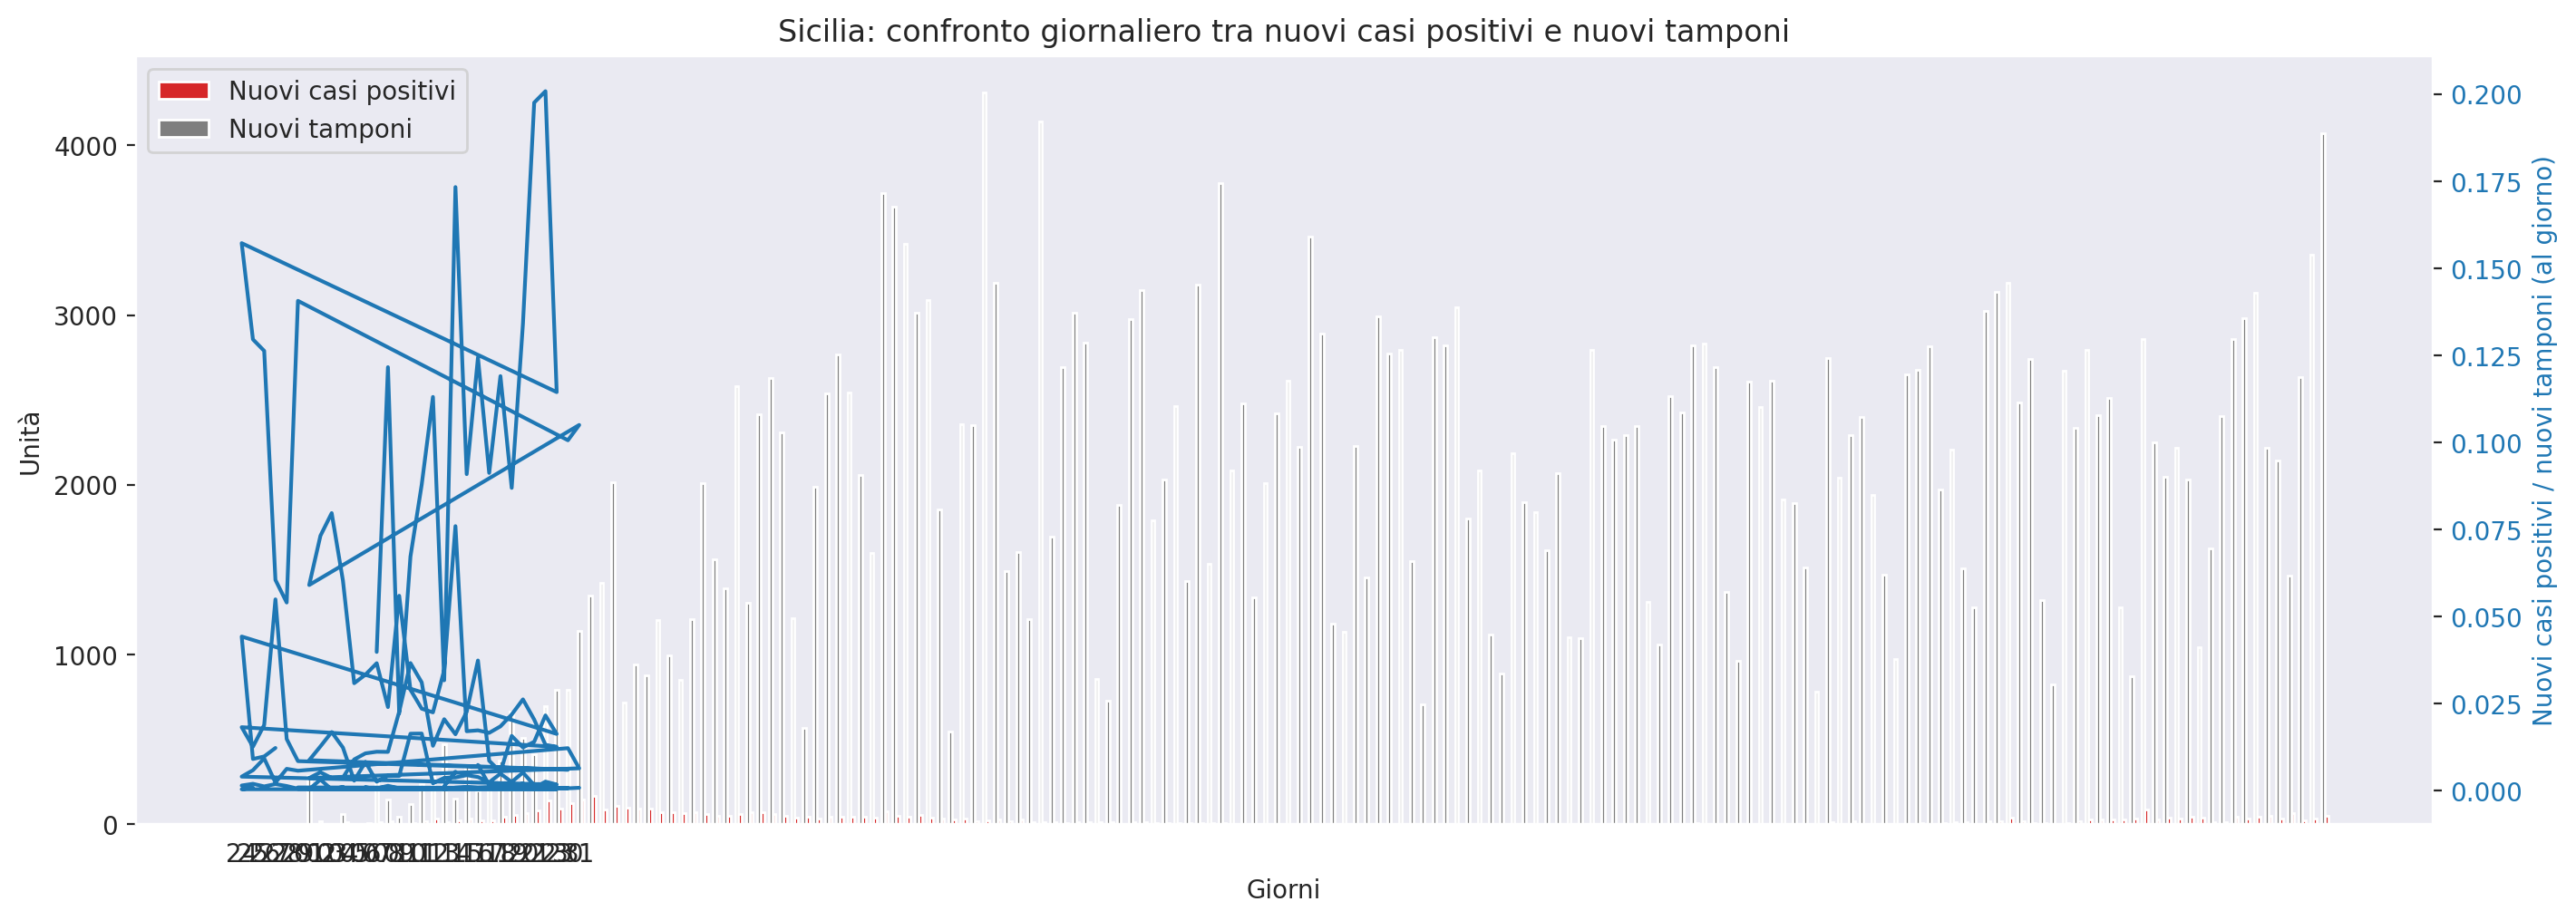 Sicilia: confronto giornaliero tra nuovi casi positivi e nuovi tamponi
Nuovi casi positivi
Nuovi tamponi
4000
3000
2000
1000
0
Unità
0.200
0.175
0.150
0.125
0.100
0.075
0.050
0.025
0.000
Nuovi casi positivi / nuovi tamponi (al giorno)
Giorni